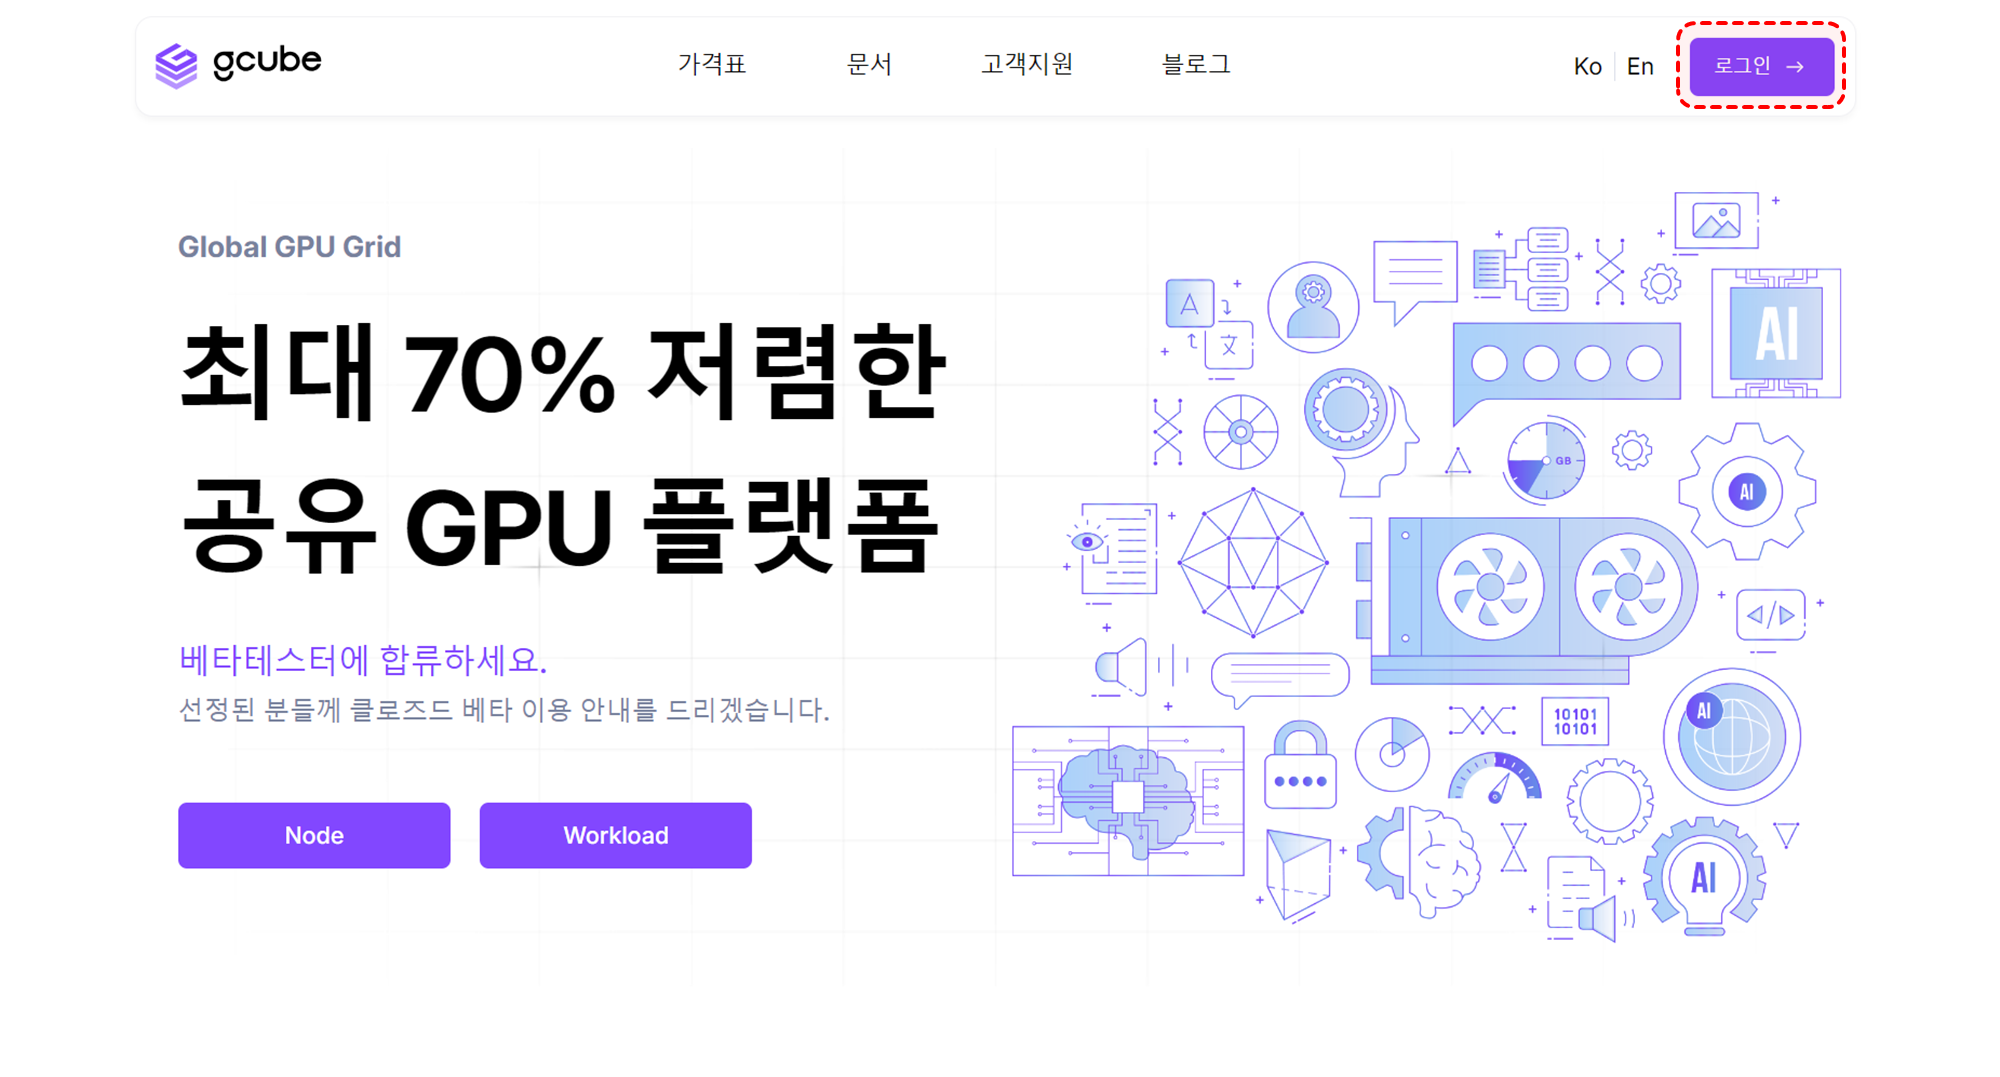 gcube
가격표
문서
고객지원
블로그
Ko
En
로그인 →
Global GPU Grid
최대 70% 저렴한
공유 GPU 플랫폼
베타테스터에 합류하세요.
선정된 분들께 클로즈드 베타 이용 안내를 드리겠습니다.
Node
Workload
A
文
AI
GB
AI
</>
AI
10101
10101
AI